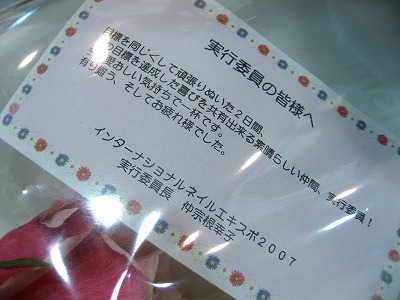 実行委員の皆様へ
目標を同じくして頑張りぬいた2日間、
の目標を達成した喜びを共有出来る素晴らしい仲間、実行委員!
愛おしい気持ちで一杯です。
有り難う、そしてお疲れ様でした。
インターナショナルネイルエキスポ2007
実行委員長 仲宗根幸子